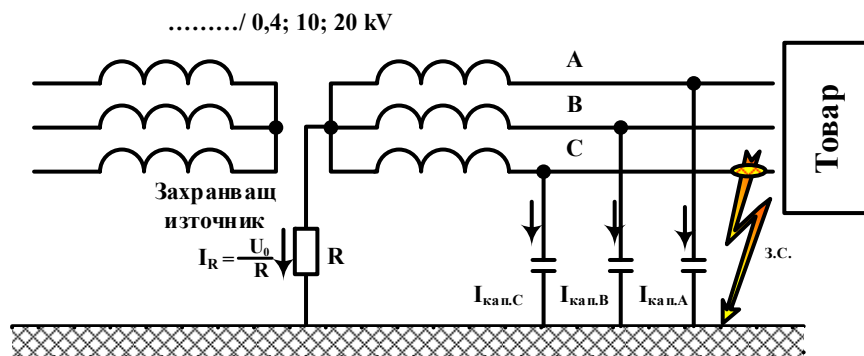 ………/ 0,4; 10; 20 kV
A
B
C
Товар
Захранващ
източник
I_R = U_0/R
R
I_кап.C
I_кап.B
I_кап.A
З.С.